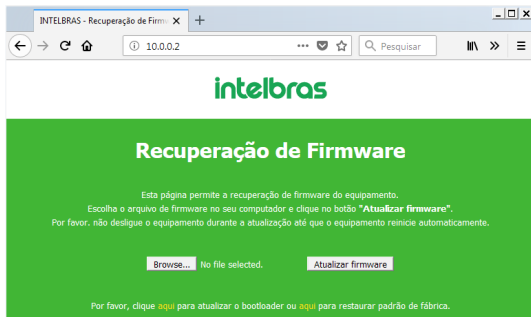 INTELBRAS - Recuperação de Firmw
10.0.0.2
Pesquisar
intelbras
Recuperação de Firmware
Esta página permite a recuperação de firmware do equipamento.
Escolha o arquivo de firmware no seu computador e clique no botão "Atualizar firmware".
Por favor. não desligue o equipamento durante a atualização até que o equipamento reinicie automaticamente.
Browse... No file selected. Atualizar firmware
Por favor, clique aqui para atualizar o bootloader ou aqui para restaurar padrão de fábrica.